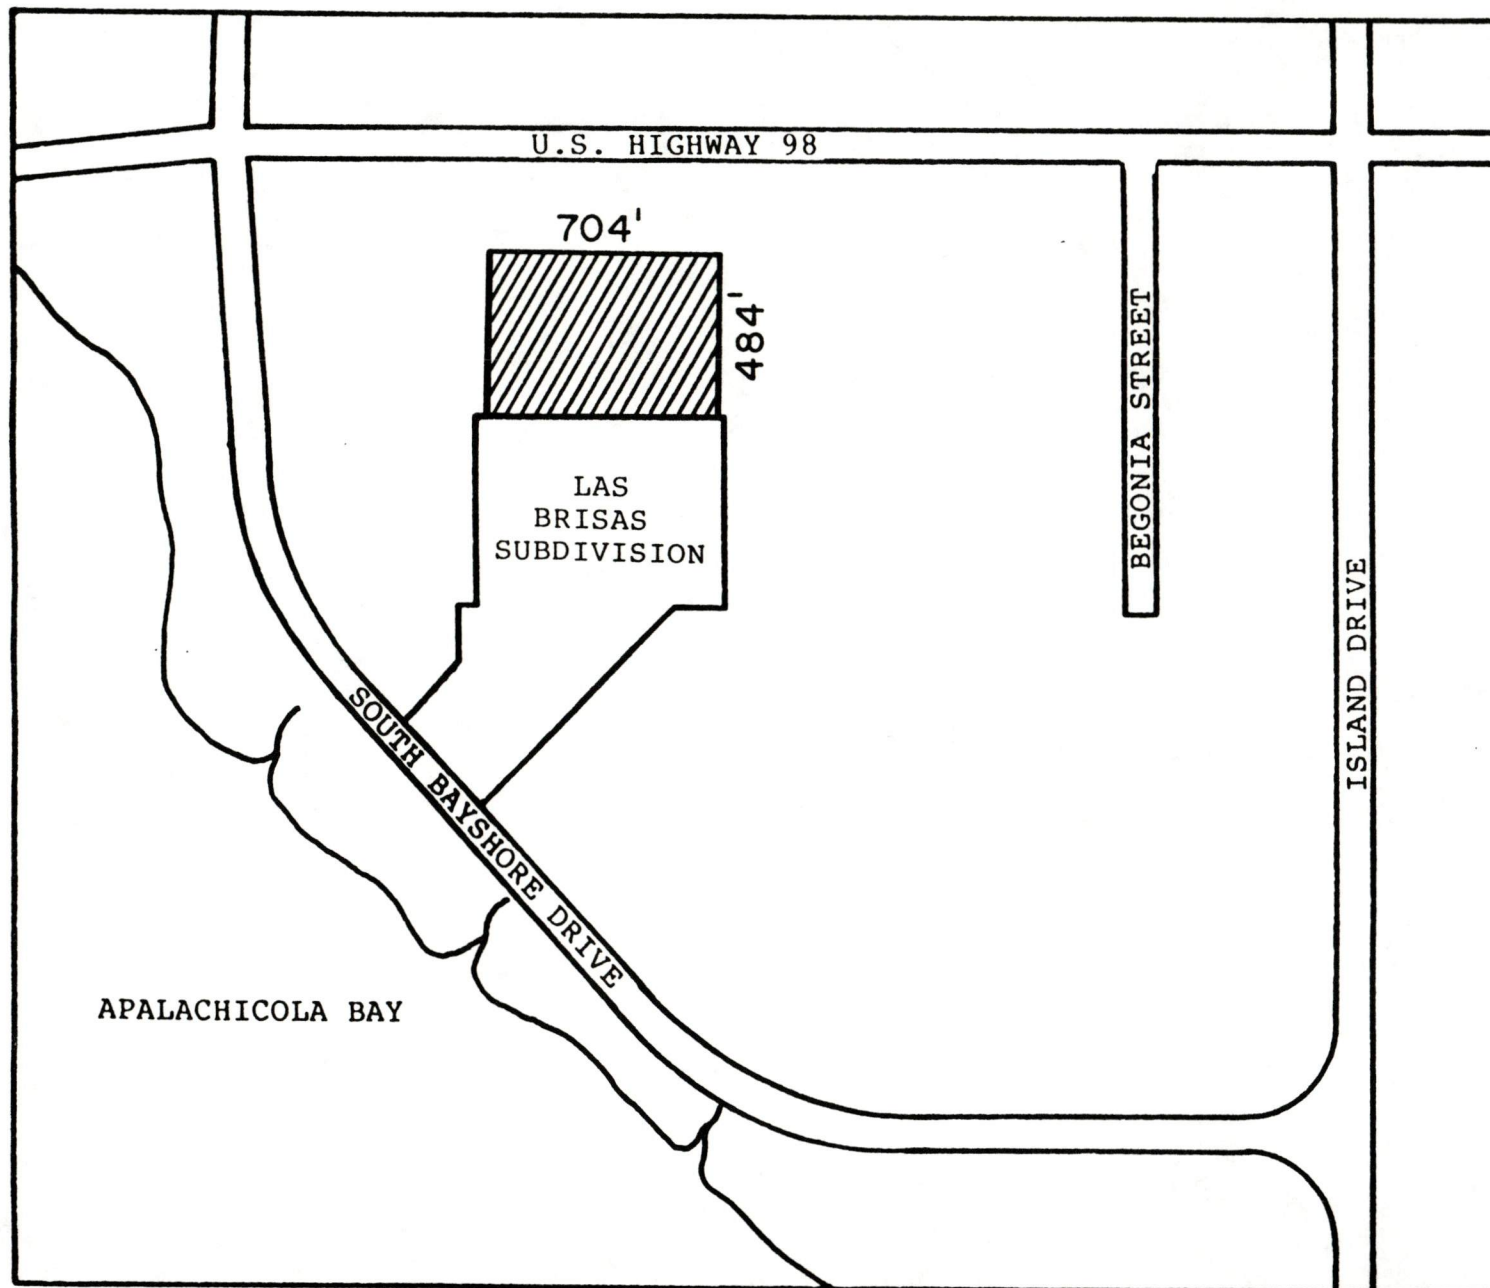 U.S. HIGHWAY 98
704'
484'
LAS
BRISAS
SUBDIVISION
BEGONIA STREET
ISLAND DRIVE
SOUTH BAYSHORE DRIVE
APALACHICOLA BAY